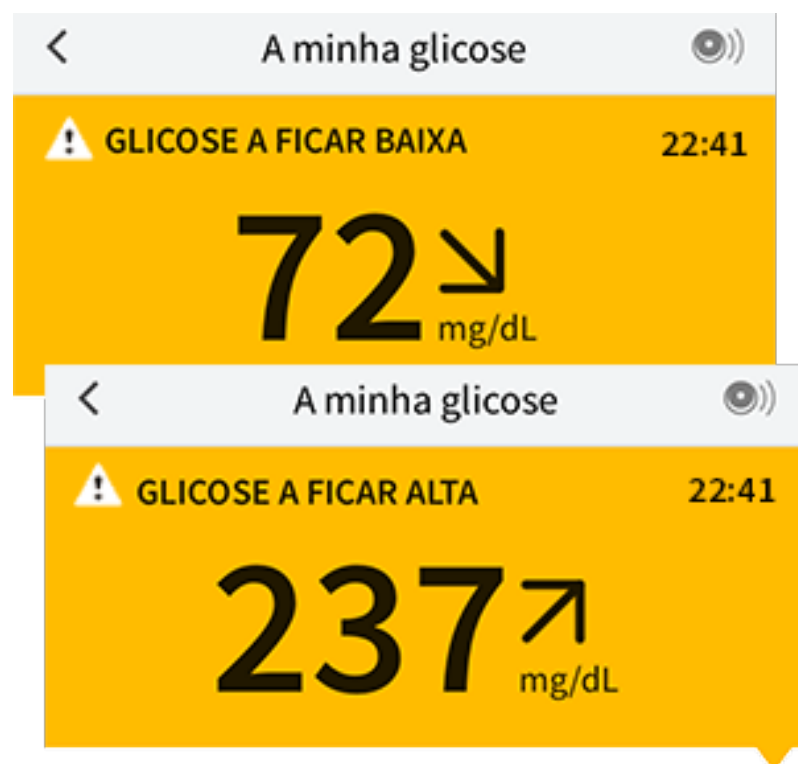 A minha glicose
GLICOSE A FICAR BAIXA 22:41
72
mg/dL
A minha glicose
GLICOSE A FICAR ALTA 22:41
237
mg/dL